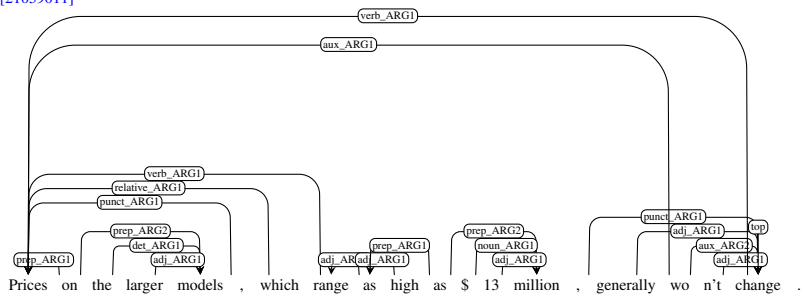 verb_ARG1
aux_ARG1
verb_ARG1
relative_ARG1
punct_ARG1
punct_ARG1
prep_ARG2
prep_ARG2
adj_ARG1
top
det_ARG1
prep_ARG1
noun_ARG1
aux_ARG2
prep_ARG1
adj_ARG1
adj_AR
adj_ARG1
adj_ARG1
adj_ARG1
Prices on the larger models , which range as high as $ 13 million , generally wo n't change .